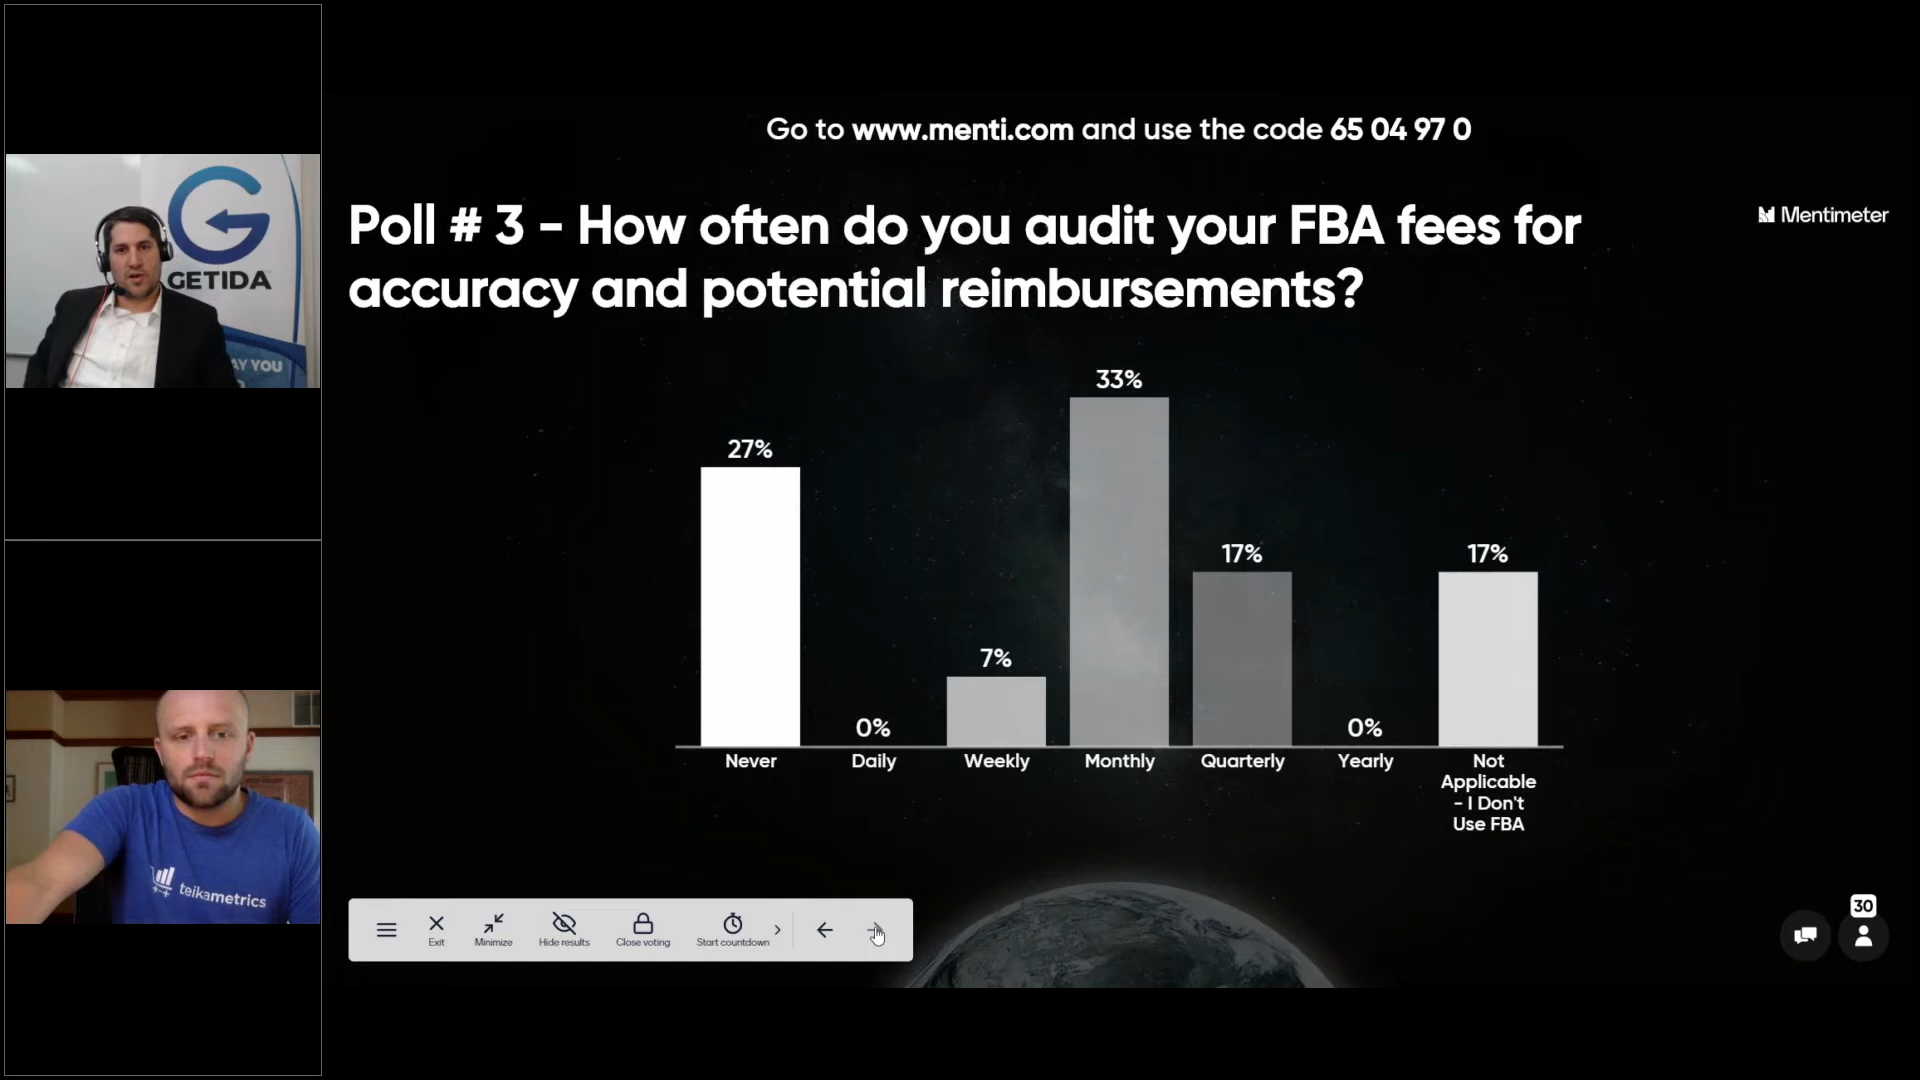 Go to www.menti.com and use the code 65 04 97 0
Poll # 3 - How often do you audit your FBA fees for
accuracy and potential reimbursements?
Mentimeter
GETIDA
AY YOU
27%
0%
7%
33%
17%
0%
17%
Never
Daily
Weekly
Monthly
Quarterly
Yearly
Not
Applicable
- I Don't
Use FBA
teikametrics
Exit
Minimize
Hide results
Close voting
Start countdown
30